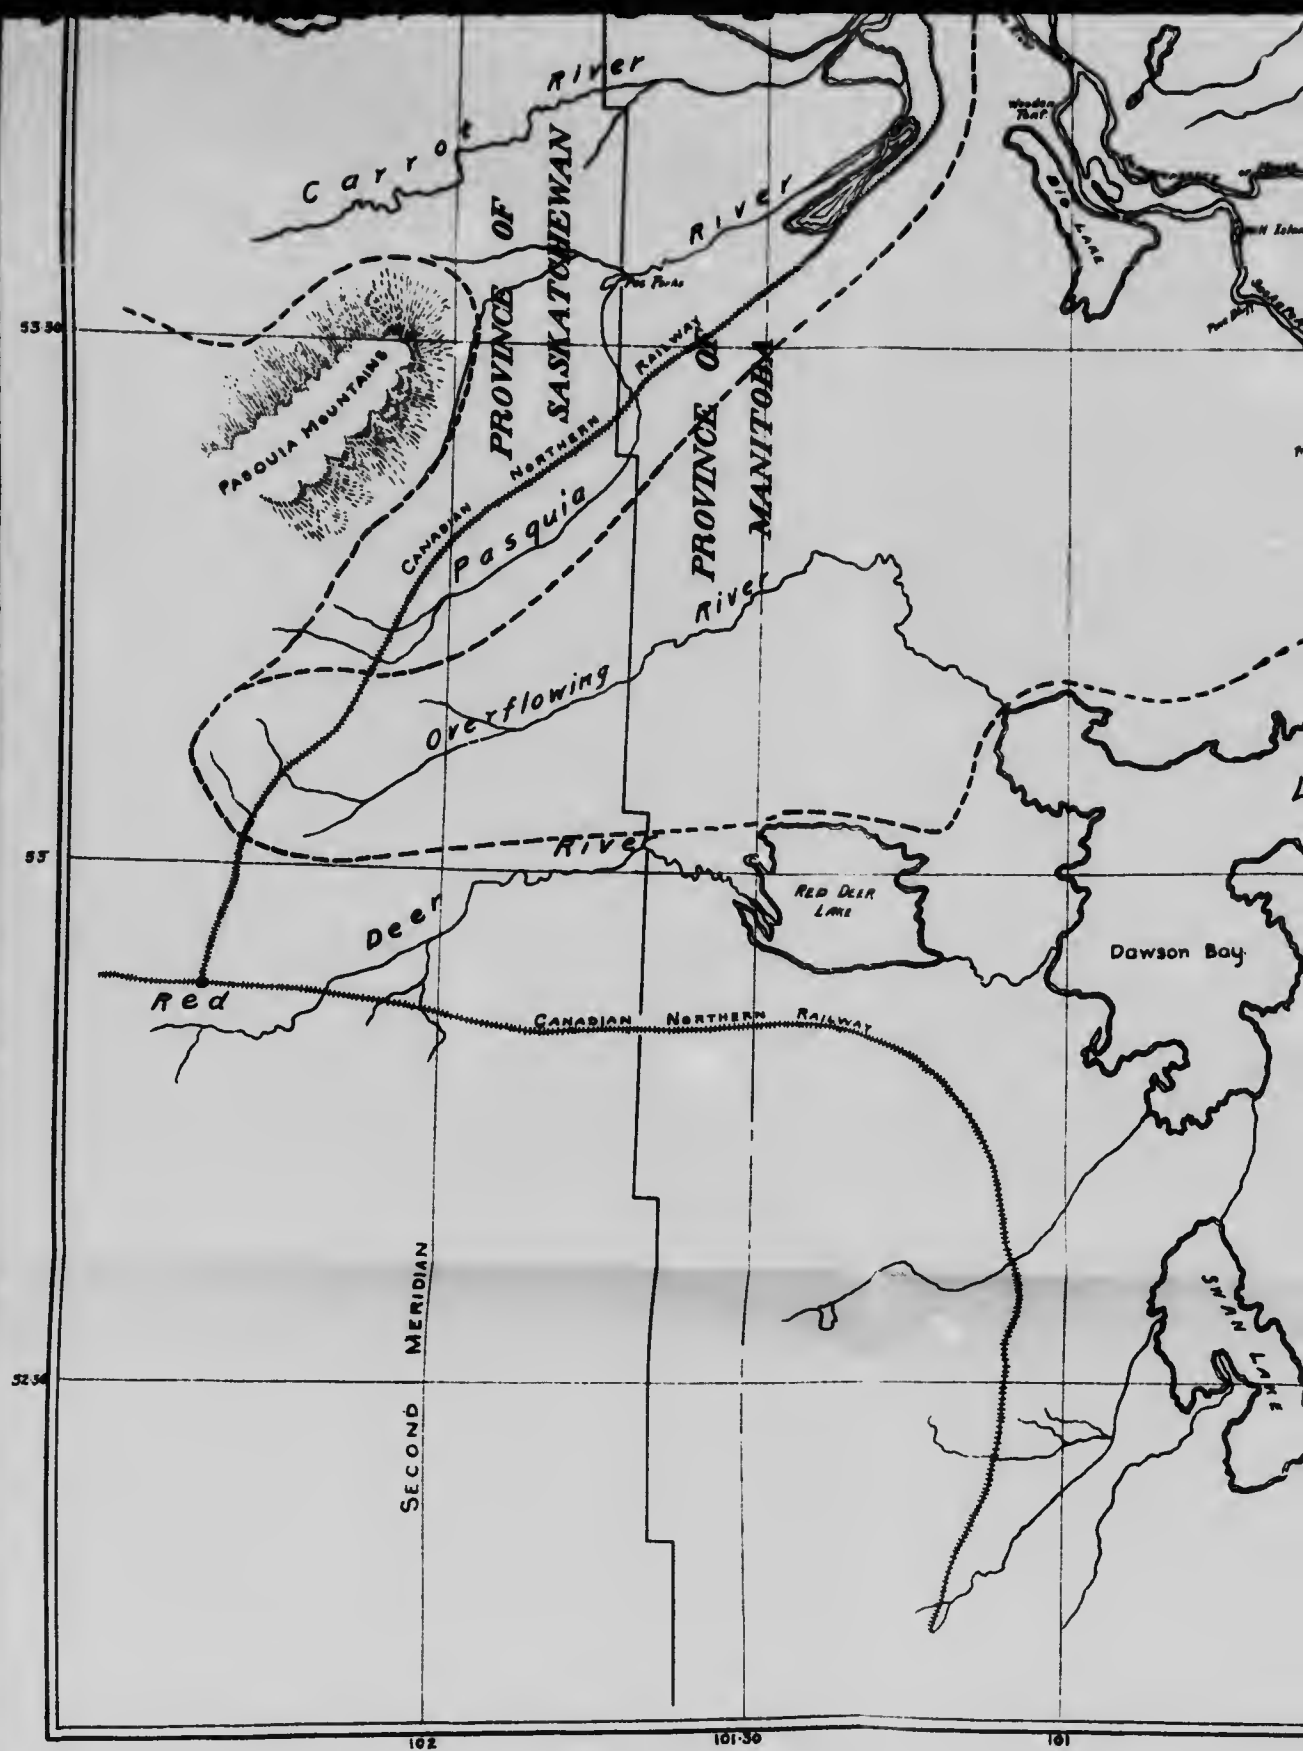 Carrot River
Wooden
Tent
BIG LAKE
PROVINCE OF
SASKATCHEWAN
River
Pas Forks
53 30
PASQUIA MOUNTAINS
CANADIAN NORTHERN RAILWAY
PROVINCE OF
MANITOBA
Pasquia
Overflowing River
53
Red Deer River
RED DEER
LAKE
Dawson Bay
CANADIAN NORTHERN RAILWAY
SECOND MERIDIAN
SWAN LAKE
52·30
102
101·30
101